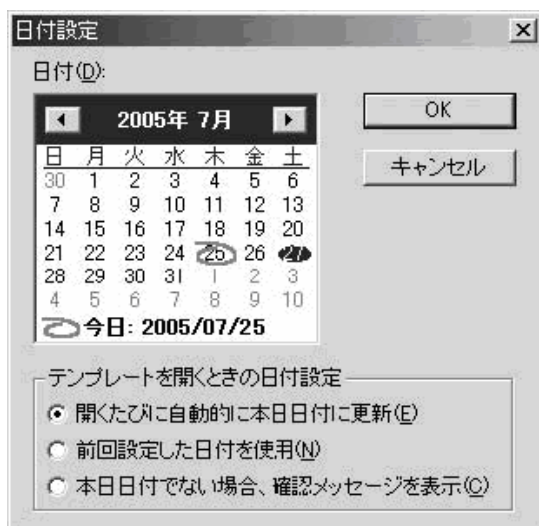 日付設定
日付(D):
2005年 7月
OK
キャンセル
日 月 火 水 木 金 土
30 1 2 3 4 5 6
7 8 9 10 11 12 13
14 15 16 17 18 19 20
21 22 23 24 25 26 27
28 29 30 31 1 2 3
4 5 6 7 8 9 10
今日: 2005/07/25
テンプレートを開くときの日付設定
開くたびに自動的に本日日付に更新(E)
前回設定した日付を使用(N)
本日日付でない場合、確認メッセージを表示(C)